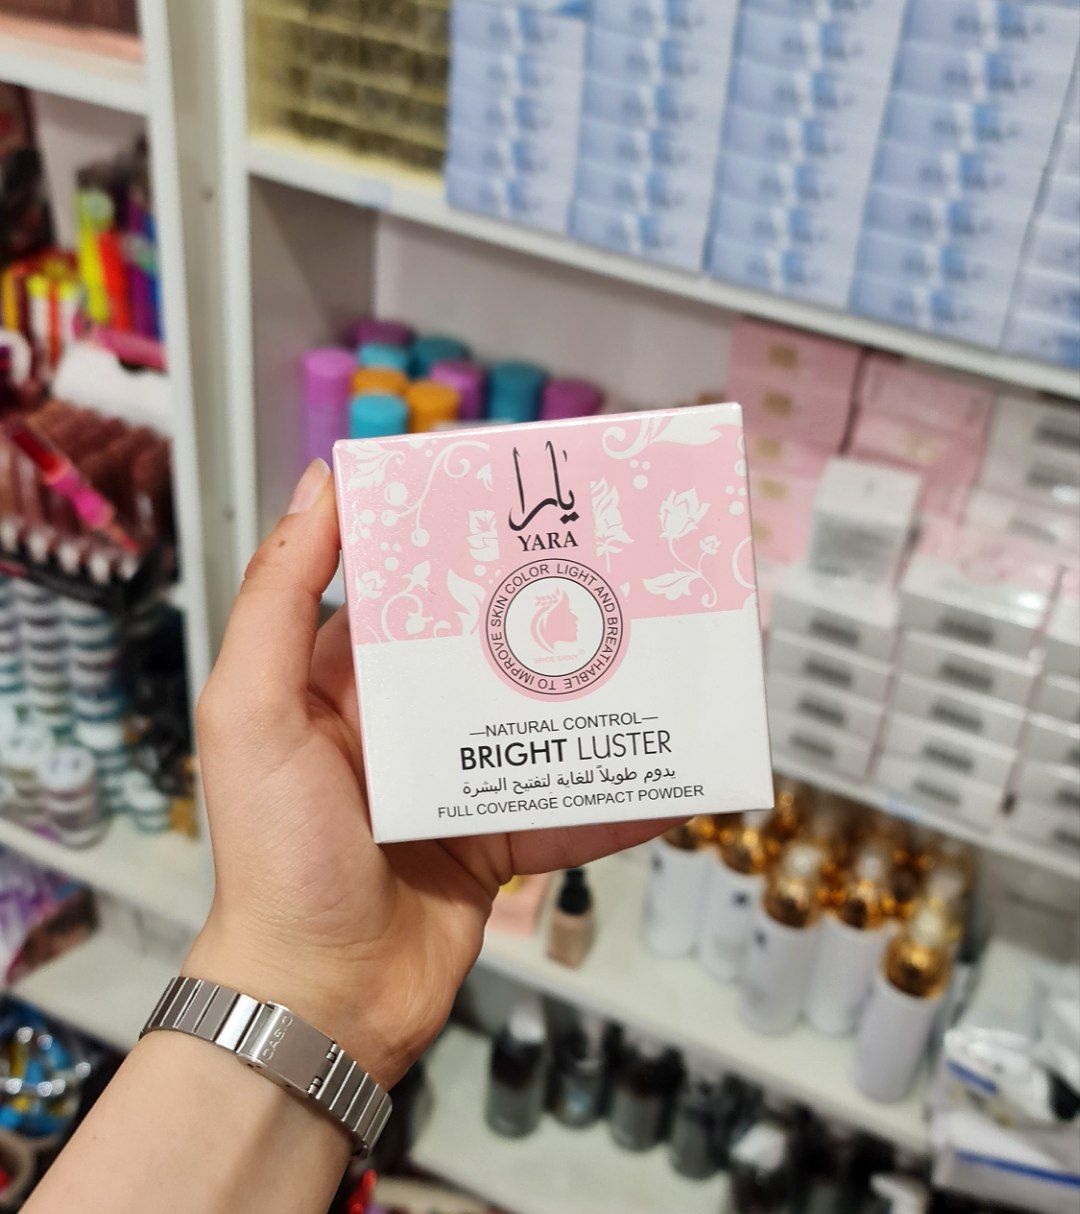 يارا
YARA
LIGHT AND BREATHABLE TO IMPROVE SKIN COLOR
—NATURAL CONTROL—
BRIGHT LUSTER
يدوم طويلاً للغاية لتفتيح البشرة
FULL COVERAGE COMPACT POWDER
CASIO